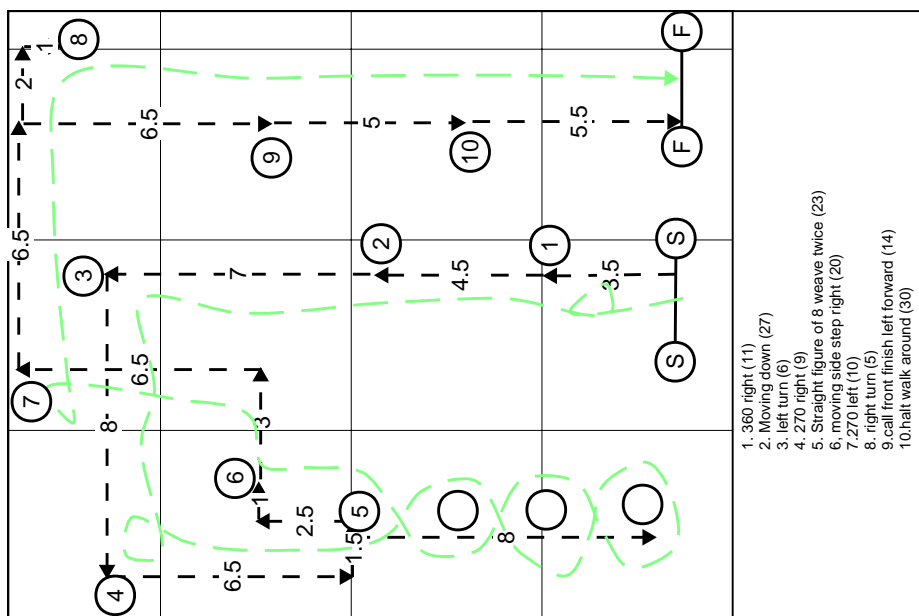 7
6.5
2
1
3
8
4
8
6.5
6.5
6.5
6
7
1
3
9
2.5
1.5
5
2
5
4.5
10
8
1
5.5
3.5
S
S
F
F
1. 360 right (11)
2. Moving down (27)
3. left turn (6)
4. 270 right (9)
5. Straight figure of 8 weave twice (23)
6. moving side step right (20)
7.270 left (10)
8. right turn (5)
9.call front finish left forward (14)
10.halt walk around (30)